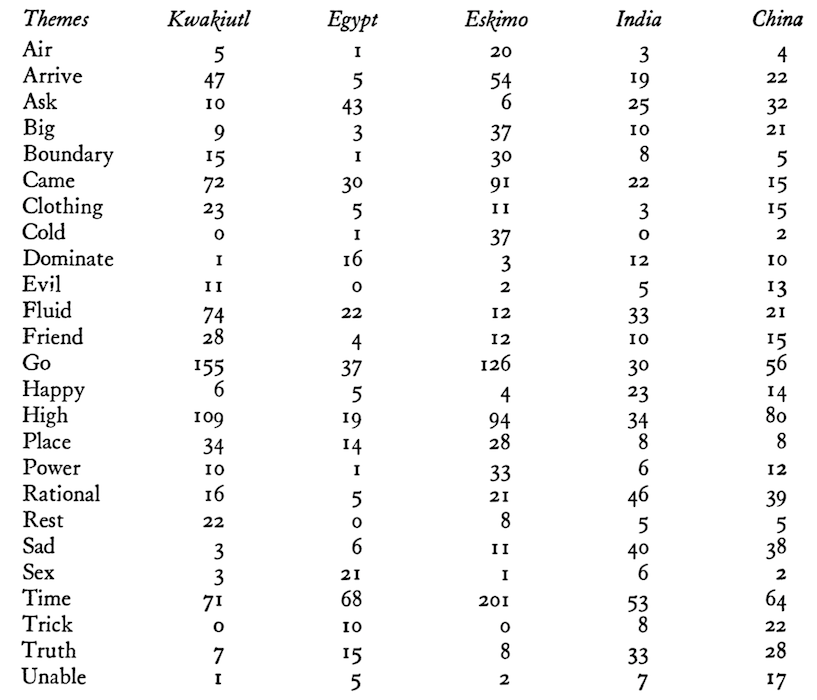 Themes Kwakiutl Egypt Eskimo India China
Air 5 1 20 3 4
Arrive 47 5 54 19 22
Ask 10 43 6 25 32
Big 9 3 37 10 21
Boundary 15 1 30 8 5
Came 72 30 91 22 15
Clothing 23 5 11 3 15
Cold 0 1 37 0 2
Dominate 1 16 3 12 10
Evil 11 0 2 5 13
Fluid 74 22 12 33 21
Friend 28 4 12 10 15
Go 155 37 126 30 56
Happy 6 5 4 23 14
High 109 19 94 34 80
Place 34 14 28 8 8
Power 10 1 33 6 12
Rational 16 5 21 46 39
Rest 22 0 8 5 5
Sad 3 6 11 40 38
Sex 3 21 1 6 2
Time 71 68 201 53 64
Trick 0 10 0 8 22
Truth 7 15 8 33 28
Unable 1 5 2 7 17